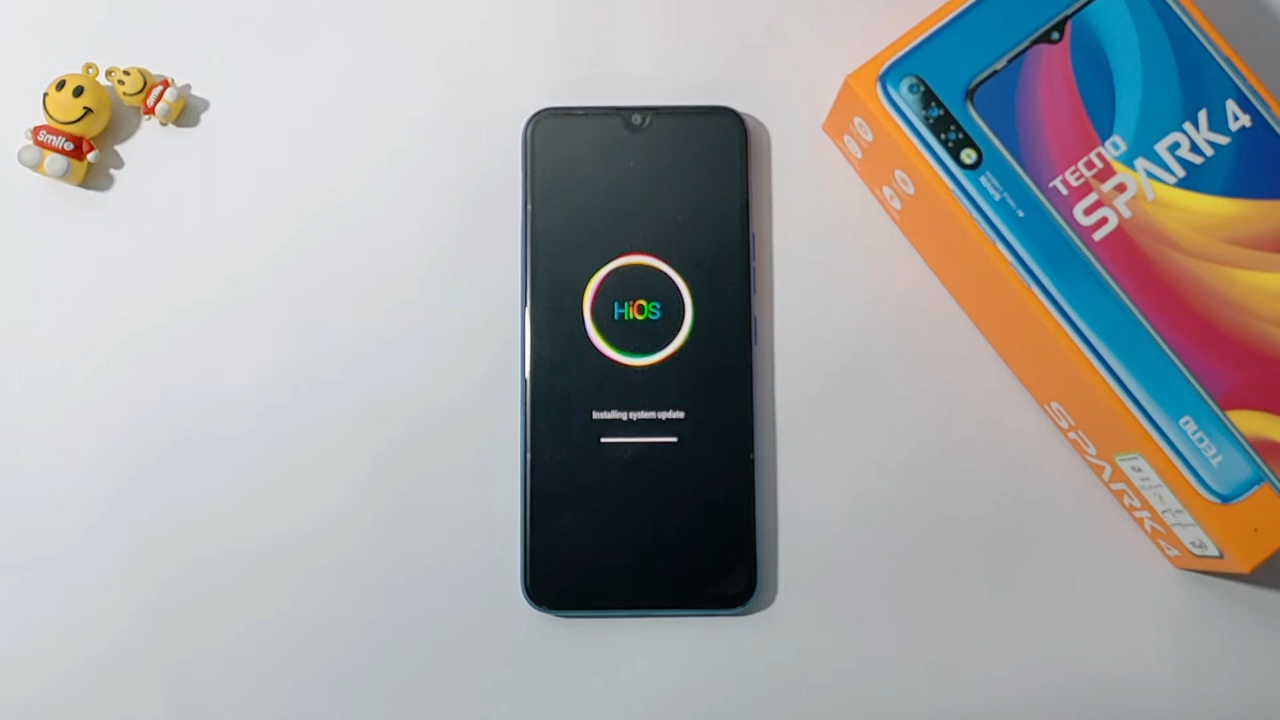 Smile
HiOS
Installing system update
TECNO
SPARK 4
TECNO
SPARK 4